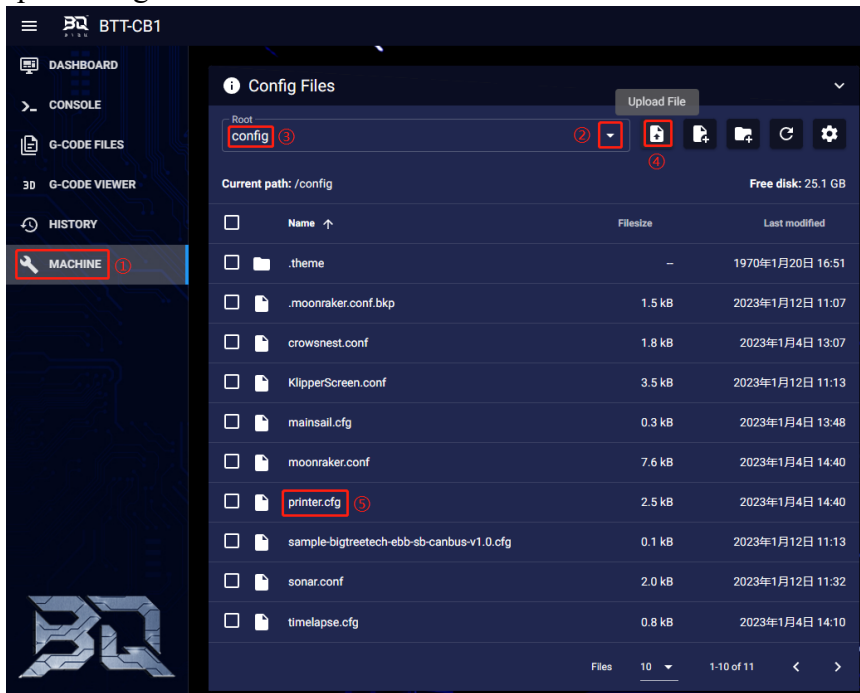 BTT-CB1
DASHBOARD
CONSOLE
G-CODE FILES
3D G-CODE VIEWER
HISTORY
MACHINE ①
Config Files
Upload File
Root
config ③
②
④
Current path: /config
Free disk: 25.1 GB
Name ↑ Filesize Last modified
.theme – 1970年1月20日 16:51
.moonraker.conf.bkp 1.5 kB 2023年1月12日 11:07
crowsnest.conf 1.8 kB 2023年1月4日 13:07
KlipperScreen.conf 3.5 kB 2023年1月12日 11:13
mainsail.cfg 0.3 kB 2023年1月4日 13:48
moonraker.conf 7.6 kB 2023年1月4日 14:40
printer.cfg ⑤ 2.5 kB 2023年1月4日 14:40
sample-bigtreetech-ebb-sb-canbus-v1.0.cfg 0.1 kB 2023年1月12日 11:13
sonar.conf 2.0 kB 2023年1月12日 11:32
timelapse.cfg 0.8 kB 2023年1月4日 14:10
Files 10 1-10 of 11